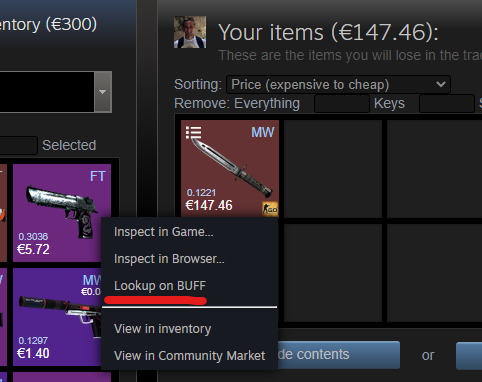 entory (€300)
Your items (€147.46):
These are the items you will lose in the tra
Sorting: Price (expensive to cheap)
Remove: Everything Keys S
Selected
FT
0.3036
€5.72
MW
€0.0
0.1297
€1.40
MW
0.1221
€147.46
Inspect in Game...
Inspect in Browser...
Lookup on BUFF
View in inventory
View in Community Market
de contents or